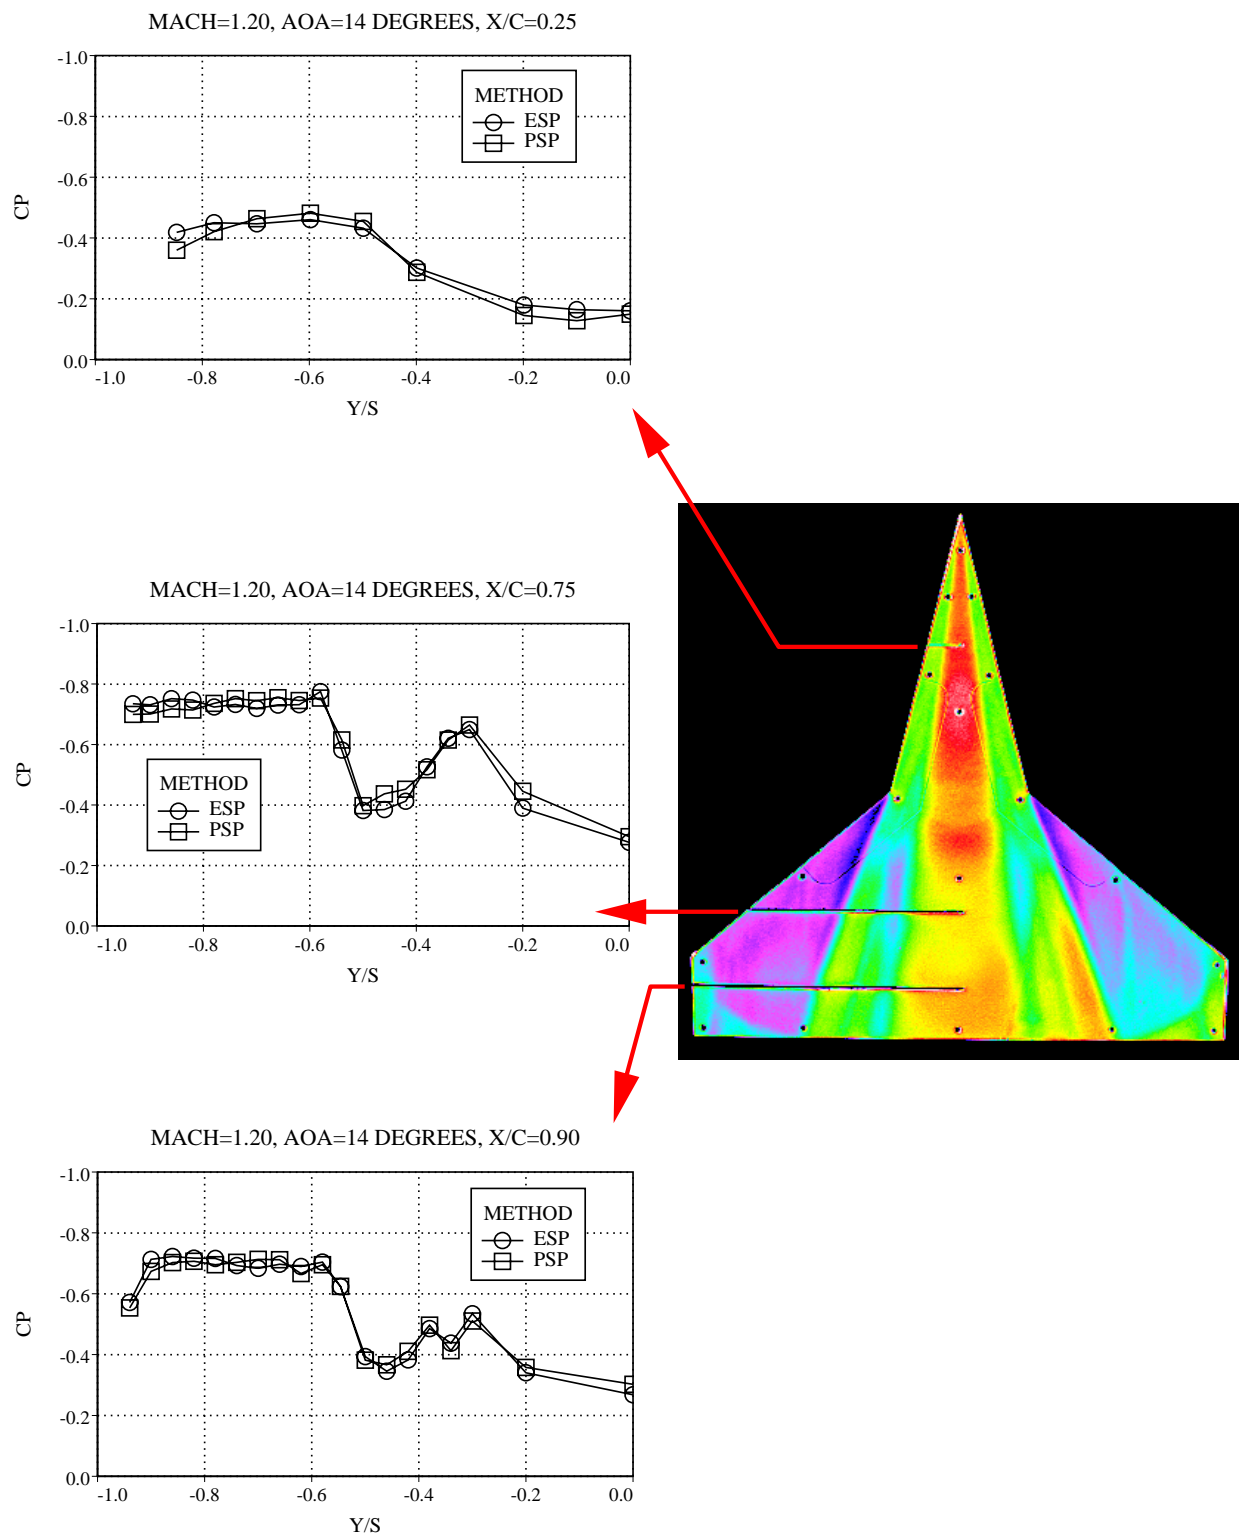 MACH=1.20, AOA=14 DEGREES, X/C=0.25
-1.0
-0.8
-0.6
-0.4
-0.2
0.0
CP
METHOD
ESP
PSP
-1.0 -0.8 -0.6 -0.4 -0.2 0.0
Y/S
MACH=1.20, AOA=14 DEGREES, X/C=0.75
-1.0
-0.8
-0.6
-0.4
-0.2
0.0
CP
METHOD
ESP
PSP
-1.0 -0.8 -0.6 -0.4 -0.2 0.0
Y/S
MACH=1.20, AOA=14 DEGREES, X/C=0.90
-1.0
-0.8
-0.6
-0.4
-0.2
0.0
CP
METHOD
ESP
PSP
-1.0 -0.8 -0.6 -0.4 -0.2 0.0
Y/S